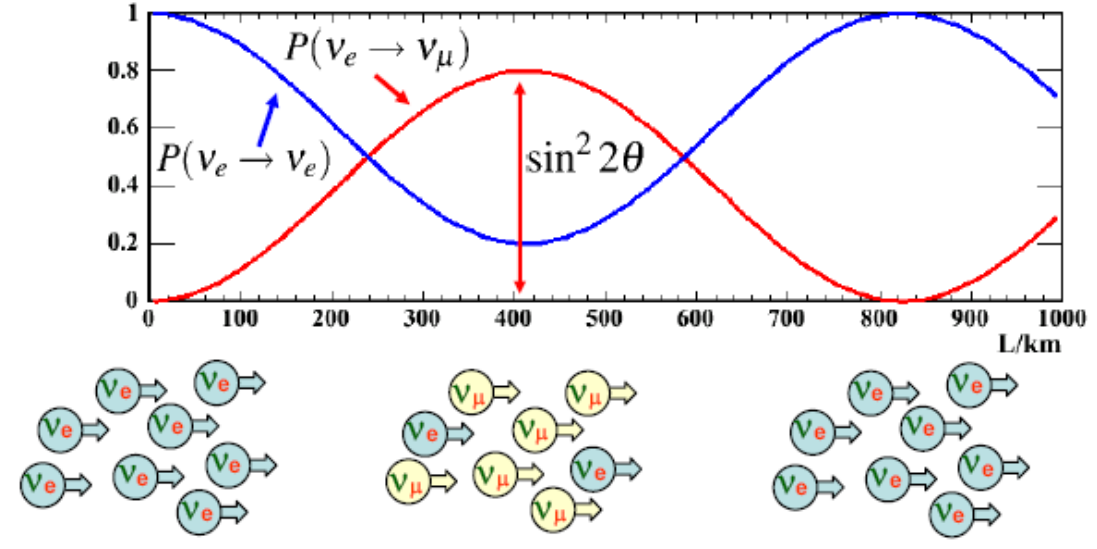 1
P(νe → νμ)
0.8
0.6
P(νe → νe)
sin² 2θ
0.4
0.2
0
0 100 200 300 400 500 600 700 800 900 1000
L/km
νe νe νμ νμ νe νe
νe νe νe νμ νe νe
νe νe νe νμ νμ νe νe νe νe
νe νμ νe